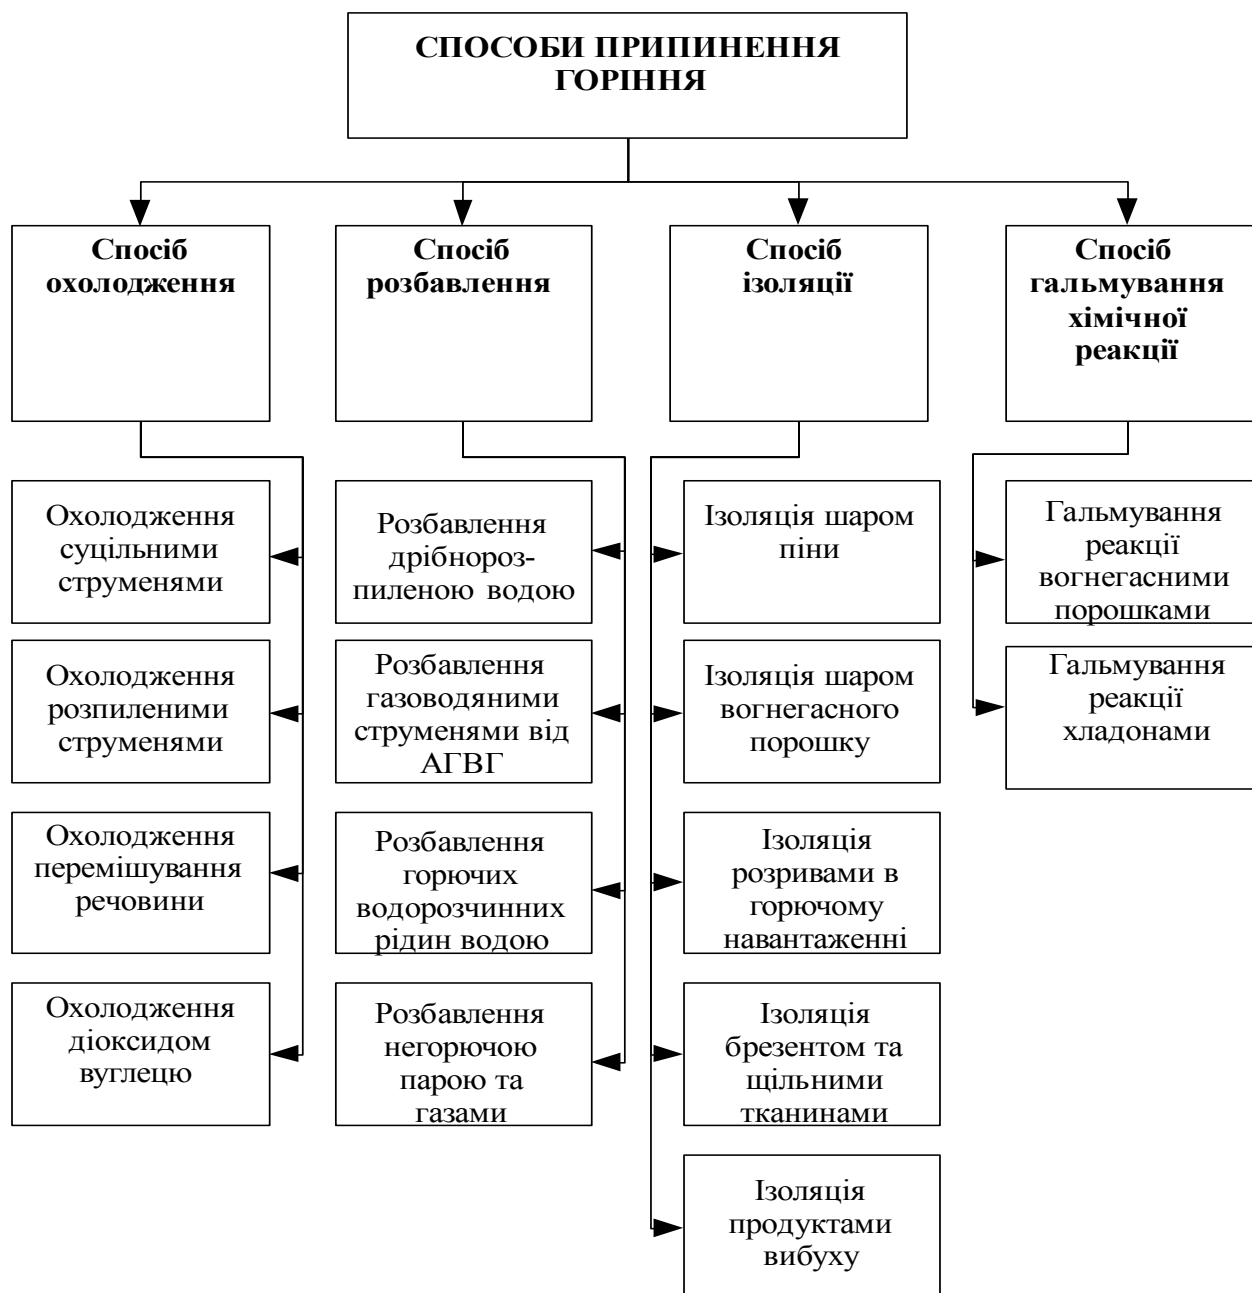 СПОСОБИ ПРИПИНЕННЯ
ГОРІННЯ
Спосіб
охолодження
Спосіб
розбавлення
Спосіб
ізоляції
Спосіб
гальмування
хімічної
реакції
Охолодження
суцільними
струменями
Розбавлення
дрібнороз-
пиленою водою
Ізоляція шаром
піни
Гальмування
реакції
вогнегасними
порошками
Охолодження
розпиленими
струменями
Розбавлення
газоводяними
струменями від
АГВГ
Ізоляція шаром
вогнегасного
порошку
Гальмування
реакції
хладонами
Охолодження
перемішування
речовини
Розбавлення
горючих
водорозчинних
рідин водою
Ізоляція
розривами в
горючому
навантаженні
Охолодження
діоксидом
вуглецю
Розбавлення
негорючою
парою та
газами
Ізоляція
брезентом та
щільними
тканинами
Ізоляція
продуктами
вибуху